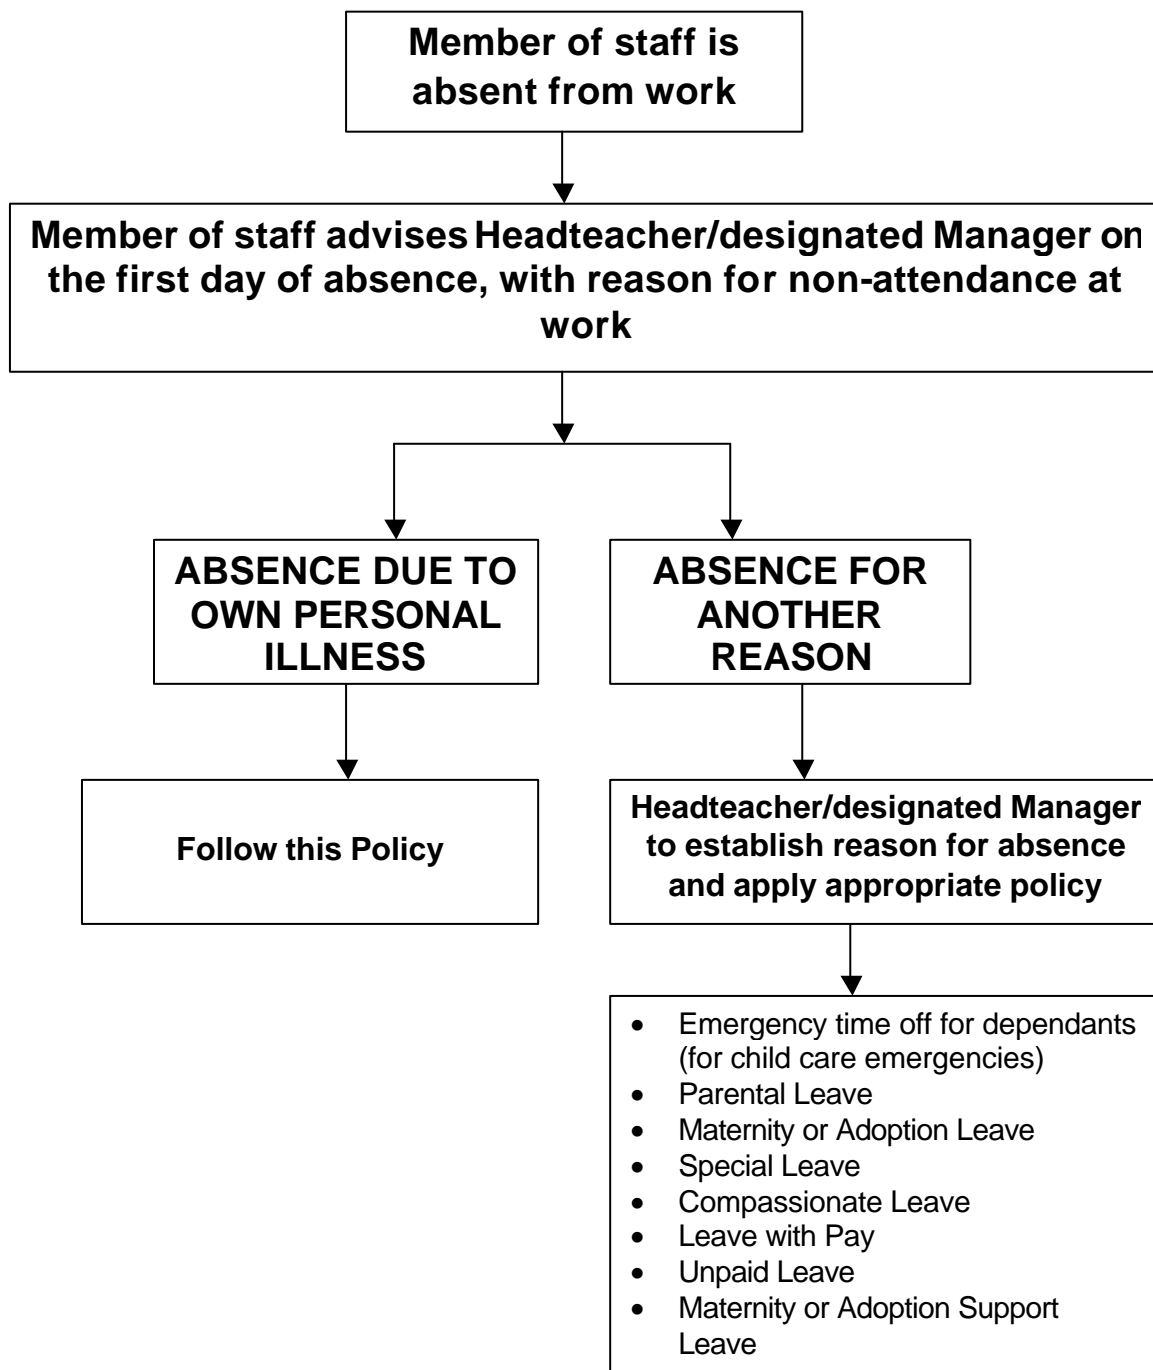 Member of staff is
absent from work
Member of staff advises Headteacher/designated Manager on
the first day of absence, with reason for non-attendance at
work
ABSENCE DUE TO
OWN PERSONAL
ILLNESS
ABSENCE FOR
ANOTHER
REASON
Follow this Policy
Headteacher/designated Manager
to establish reason for absence
and apply appropriate policy
• Emergency time off for dependants
(for child care emergencies)
• Parental Leave
• Maternity or Adoption Leave
• Special Leave
• Compassionate Leave
• Leave with Pay
• Unpaid Leave
• Maternity or Adoption Support
Leave